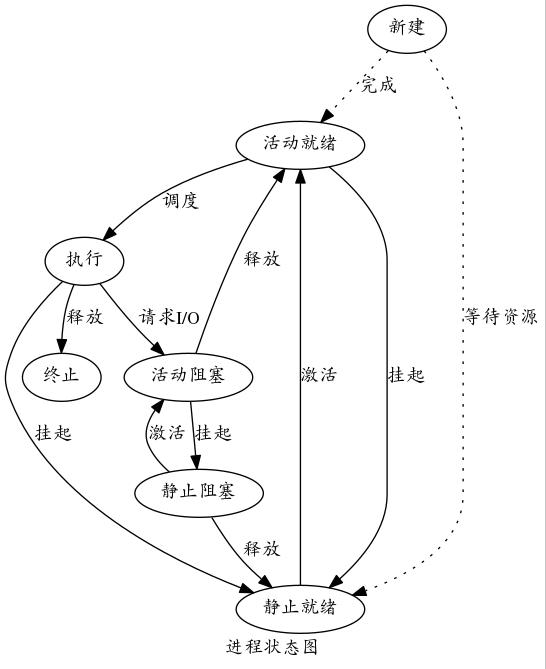 新建
完成
活动就绪
调度
执行
释放
释放
请求I/O
等待资源
终止
活动阻塞
激活
挂起
挂起
激活
挂起
静止阻塞
释放
静止就绪
进程状态图